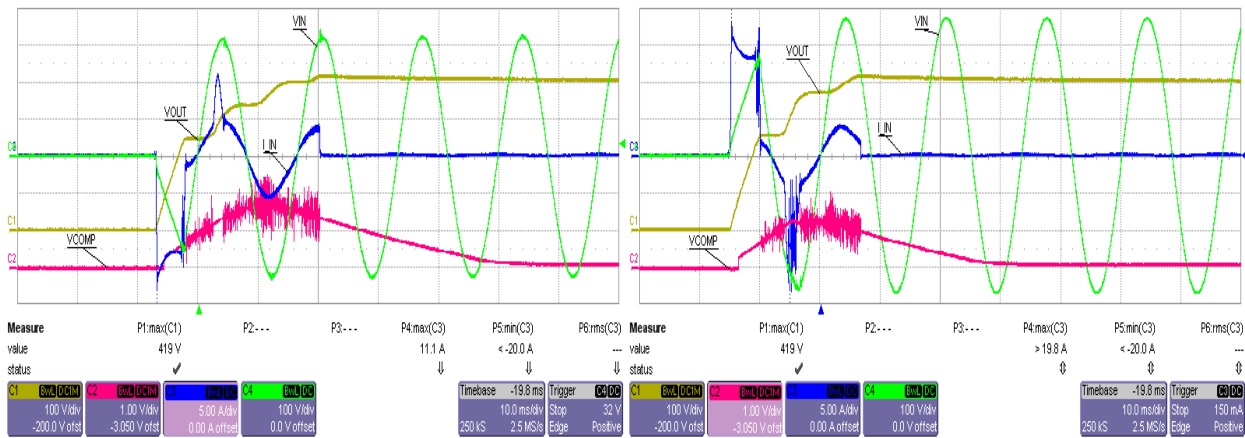 VIN
VOUT
I_IN
VCOMP
C3
C1
C2
Measure P1:max(C1) P2:- - - P3:- - - P4:max(C3) P5:min(C3) P6:rms(C3)
value 419 V 11.1 A < -20.0 A ---
status
C1 BwL DC1M
100 V/div
-200.0 V ofst
C2 BwL DC1M
1.00 V/div
-3.050 V ofst
C3 BwL DC
5.00 A/div
0.00 A offset
C4 BwL DC
100 V/div
0.0 V offset
Timebase -19.8 ms
10.0 ms/div
250 kS 2.5 MS/s
Trigger C4 DC
Stop 32 V
Edge Positive
VIN
VOUT
I_IN
VCOMP
C3
C1
C2
Measure P1:max(C1) P2:- - - P3:- - - P4:max(C3) P5:min(C3) P6:rms(C3)
value 419 V > 19.8 A < -20.0 A ---
status
C1 BwL DC1M
100 V/div
-200.0 V ofst
C2 BwL DC1M
1.00 V/div
-3.050 V ofst
C3 BwL DC
5.00 A/div
0.00 A offset
C4 BwL DC
100 V/div
0.0 V offset
Timebase -19.8 ms
10.0 ms/div
250 kS 2.5 MS/s
Trigger C3 DC
Stop 150 mA
Edge Positive